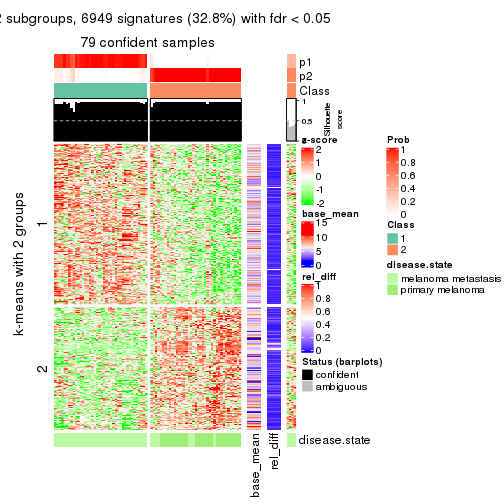 2 subgroups, 6949 signatures (32.8%) with fdr < 0.05
79 confident samples
p1
p2
Class
1
0.5
0
Silhouette
score
k-means with 2 groups
1
2
z-score
2
1
0
-1
-2
base_mean
15
10
5
0
rel_diff
1
0.8
0.6
0.4
0.2
0
Status (barplots)
confident
ambiguous
Prob
1
0.8
0.6
0.4
0.2
0
Class
1
2
disease.state
melanoma metastasis
primary melanoma
disease.state
base_mean
rel_diff